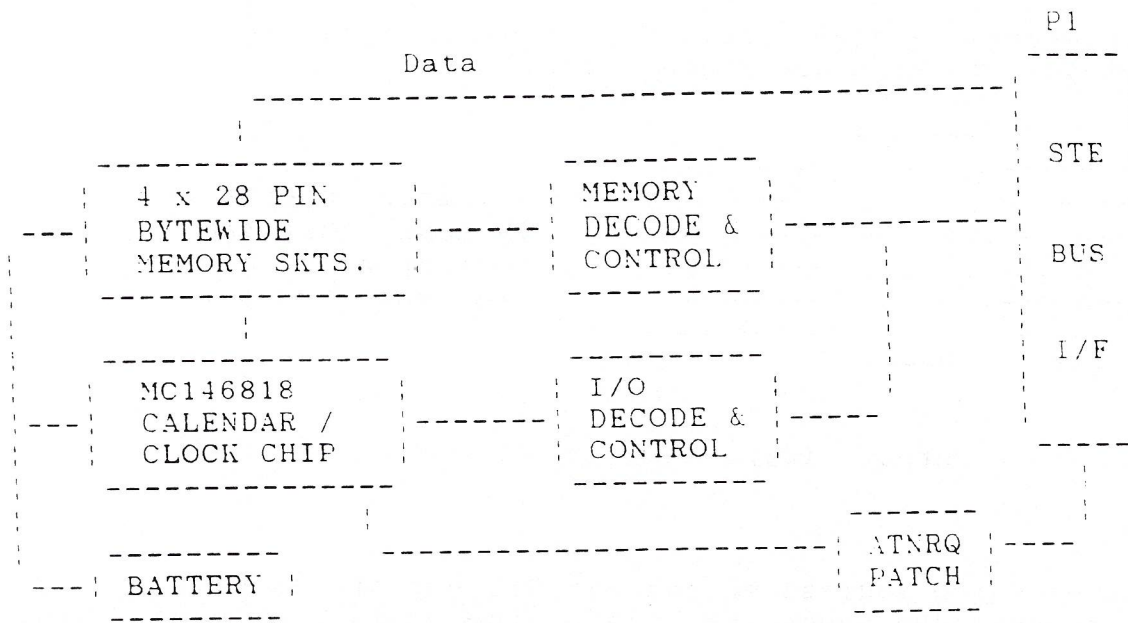 P1
Data
STE
BUS
I/F
4 x 28 PIN
BYTEWIDE
MEMORY SKTS.
MEMORY
DECODE &
CONTROL
MC146818
CALENDAR /
CLOCK CHIP
I/O
DECODE &
CONTROL
BATTERY
ATNRQ
PATCH